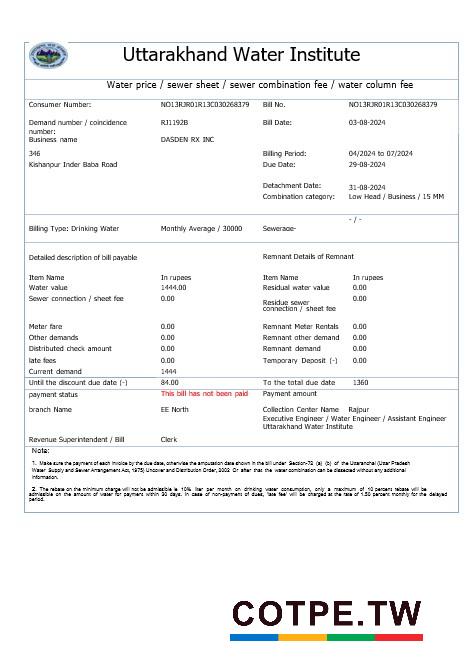 Uttarakhand Water Institute
Water price / sewer sheet / sewer combination fee / water column fee
Consumer Number: NO13RJR01R13C030268379 Bill No. NO13RJR01R13C030268379
Demand number / coincidence number: RJ1192B Bill Date: 03-08-2024
Business name DASDEN RX INC
346 Billing Period: 04/2024 to 07/2024
Kishanpur Inder Baba Road Due Date: 29-08-2024
Detachment Date: 31-08-2024
Combination category: Low Head / Business / 15 MM
- / -
Billing Type: Drinking Water Monthly Average / 30000 Sewerage-
Detailed description of bill payable Remnant Details of Remnant
Item Name In rupees Item Name In rupees
Water value 1444.00 Residual water value 0.00
Sewer connection / sheet fee 0.00 Residue sewer connection / sheet fee 0.00
Meter fare 0.00 Remnant Meter Rentals 0.00
Other demands 0.00 Remnant other demand 0.00
Distributed check amount 0.00 Remnant demand 0.00
late fees 0.00 Temporary Deposit (-) 0.00
Current demand 1444
Until the discount due date (-) 84.00 To the total due date 1360
payment status This bill has not been paid Payment amount
branch Name EE North Collection Center Name Rajpur
Executive Engineer / Water Engineer / Assistant Engineer
Uttarakhand Water Institute
Revenue Superintendent / Bill Clerk
Note:
1. Make sure the payment of each invoice by the due date, otherwise the amputation date shown in the bill under Section-72 (a) (b) of the Uttaranchal (Uttar Pradesh
Water Supply and Sewer Arrangement Act, 1975) Uncover and Distribution Order, 2002 Or after that the water combination can be dissected without any additional
information.
2. The rebate on the minimum charge will not be admissible ie 10% liter per month on drinking water consumption, only a maximum of 10 percent rebate will be
admissible on the amount of water for payment within 30 days. In case of non-payment of dues, 'late fee' will be charged at the rate of 1.50 percent monthly for the delayed
period.
COTPE.TW